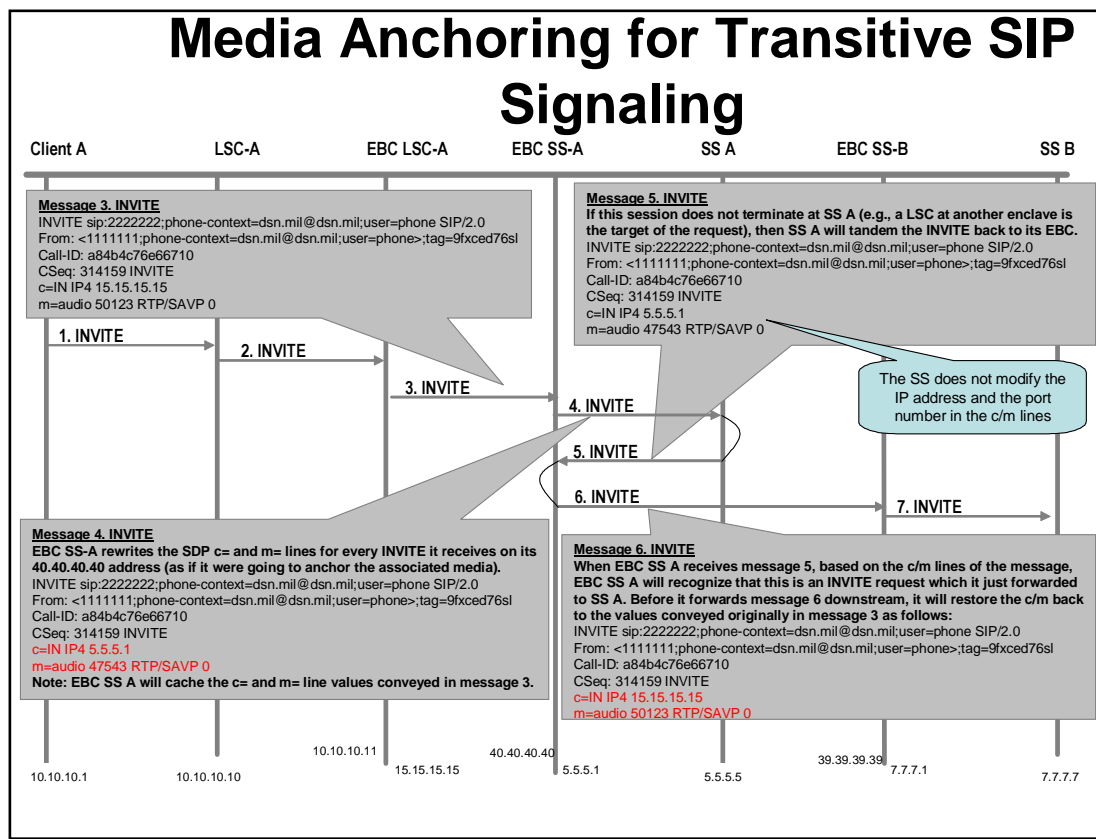 Media Anchoring for Transitive SIP
Signaling
Client A
LSC-A
EBC LSC-A
EBC SS-A
SS A
EBC SS-B
SS B
Message 3. INVITE
INVITE sip:2222222;phone-context=dsn.mil@dsn.mil;user=phone SIP/2.0
From: <1111111;phone-context=dsn.mil@dsn.mil;user=phone>;tag=9fxced76sl
Call-ID: a84b4c76e66710
CSeq: 314159 INVITE
c=IN IP4 15.15.15.15
m=audio 50123 RTP/SAVP 0
Message 5. INVITE
If this session does not terminate at SS A (e.g., a LSC at another enclave is
the target of the request), then SS A will tandem the INVITE back to its EBC.
INVITE sip:2222222;phone-context=dsn.mil@dsn.mil;user=phone SIP/2.0
From: <1111111;phone-context=dsn.mil@dsn.mil;user=phone>;tag=9fxced76sl
Call-ID: a84b4c76e66710
CSeq: 314159 INVITE
c=IN IP4 5.5.5.1
m=audio 47543 RTP/SAVP 0
The SS does not modify the
IP address and the port
number in the c/m lines
1. INVITE
2. INVITE
3. INVITE
4. INVITE
5. INVITE
6. INVITE
7. INVITE
Message 4. INVITE
EBC SS-A rewrites the SDP c= and m= lines for every INVITE it receives on its
40.40.40.40 address (as if it were going to anchor the associated media).
INVITE sip:2222222;phone-context=dsn.mil@dsn.mil;user=phone SIP/2.0
From: <1111111;phone-context=dsn.mil@dsn.mil;user=phone>;tag=9fxced76sl
Call-ID: a84b4c76e66710
CSeq: 314159 INVITE
c=IN IP4 5.5.5.1
m=audio 47543 RTP/SAVP 0
Note: EBC SS A will cache the c= and m= line values conveyed in message 3.
Message 6. INVITE
When EBC SS A receives message 5, based on the c/m lines of the message,
EBC SS A will recognize that this is an INVITE request which it just forwarded
to SS A. Before it forwards message 6 downstream, it will restore the c/m back
to the values conveyed originally in message 3 as follows:
INVITE sip:2222222;phone-context=dsn.mil@dsn.mil;user=phone SIP/2.0
From: <1111111;phone-context=dsn.mil@dsn.mil;user=phone>;tag=9fxced76sl
Call-ID: a84b4c76e66710
CSeq: 314159 INVITE
c=IN IP4 15.15.15.15
m=audio 50123 RTP/SAVP 0
10.10.10.1
10.10.10.10
10.10.10.11
15.15.15.15
40.40.40.40
5.5.5.1
5.5.5.5
39.39.39.39
7.7.7.1
7.7.7.7